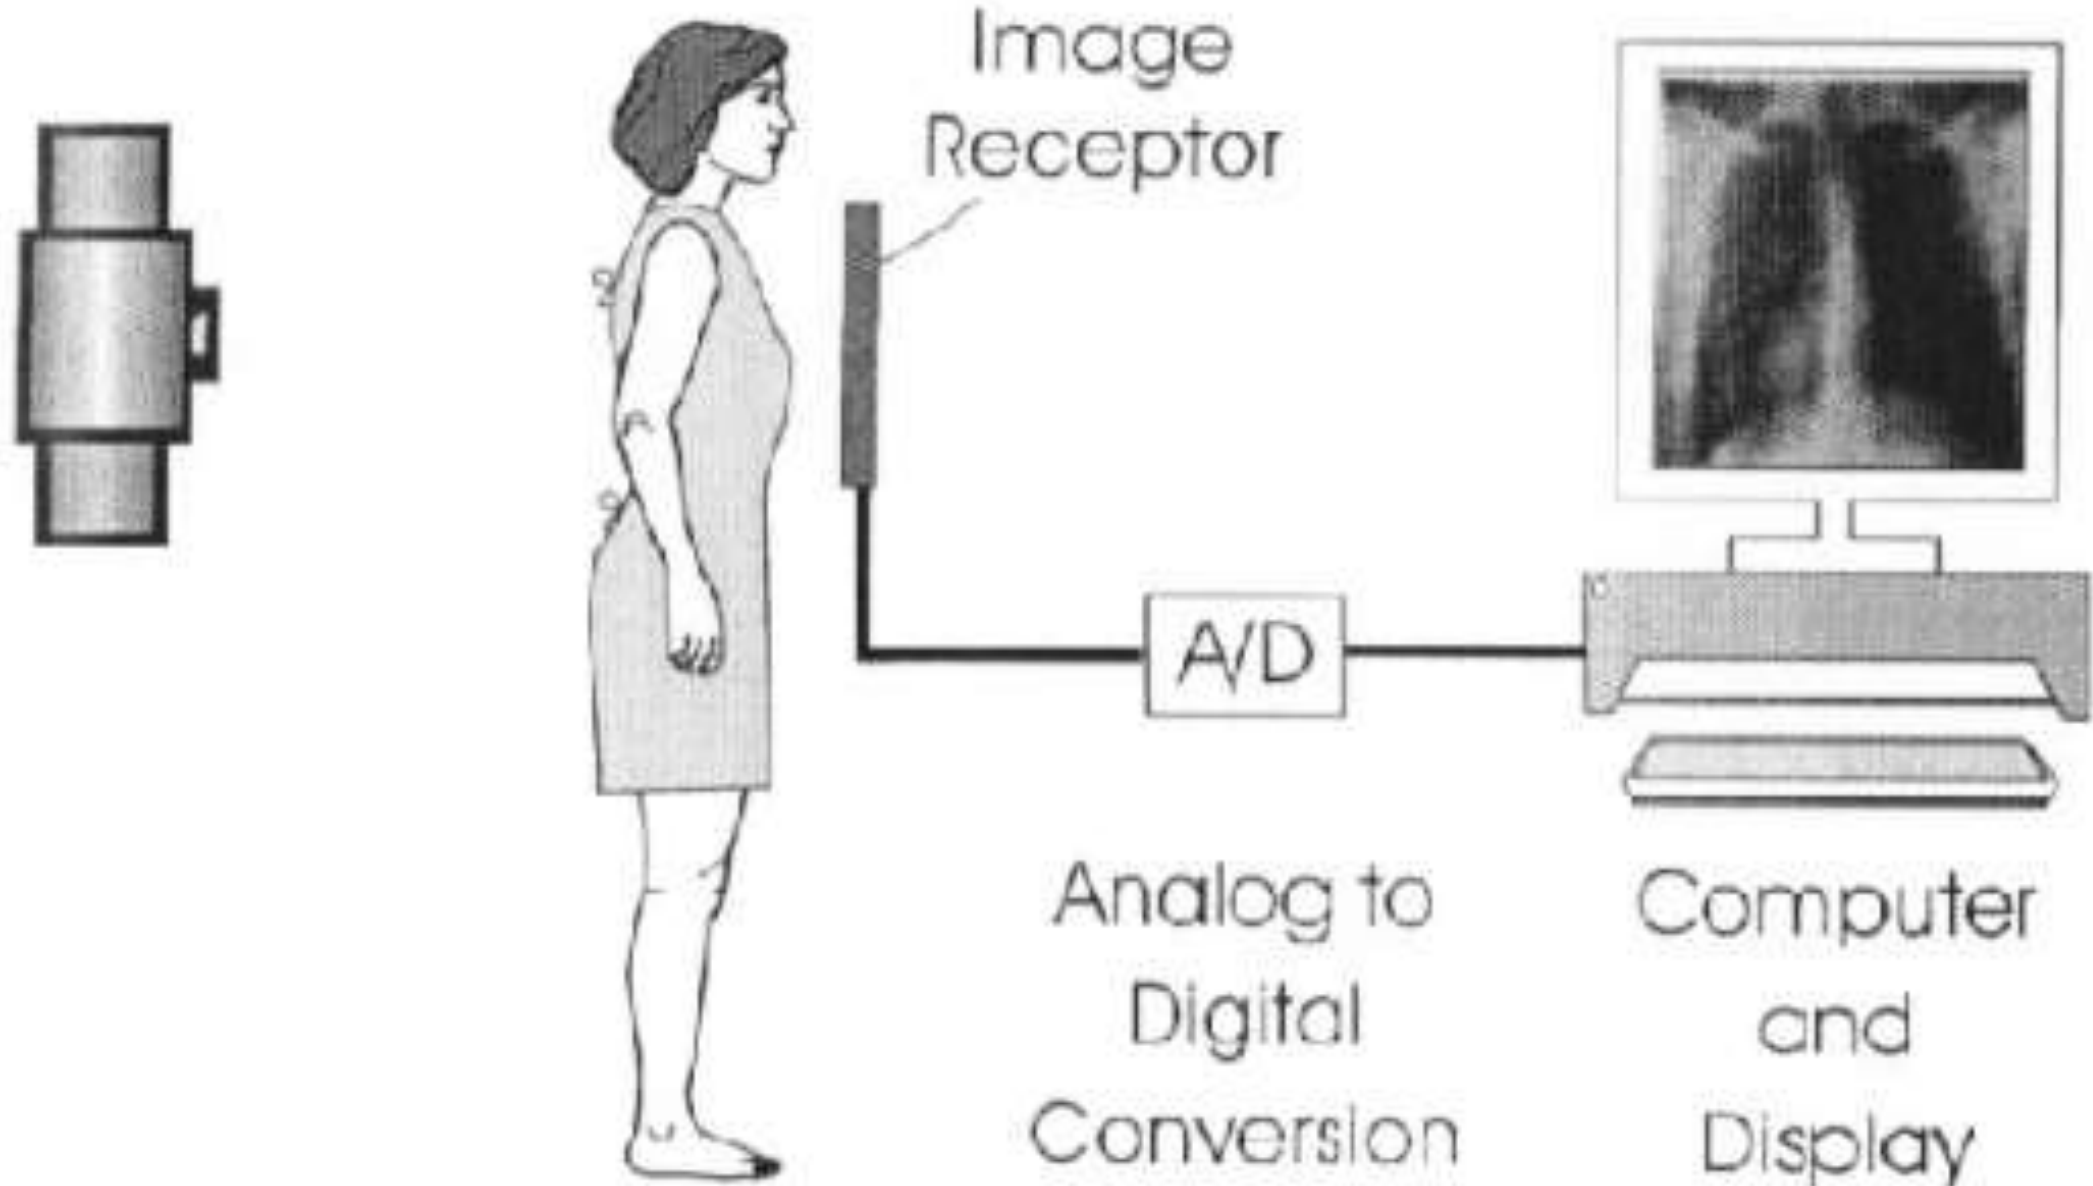 Image
Receptor
A/D
Analog to
Digital
Conversion
Computer
and
Display